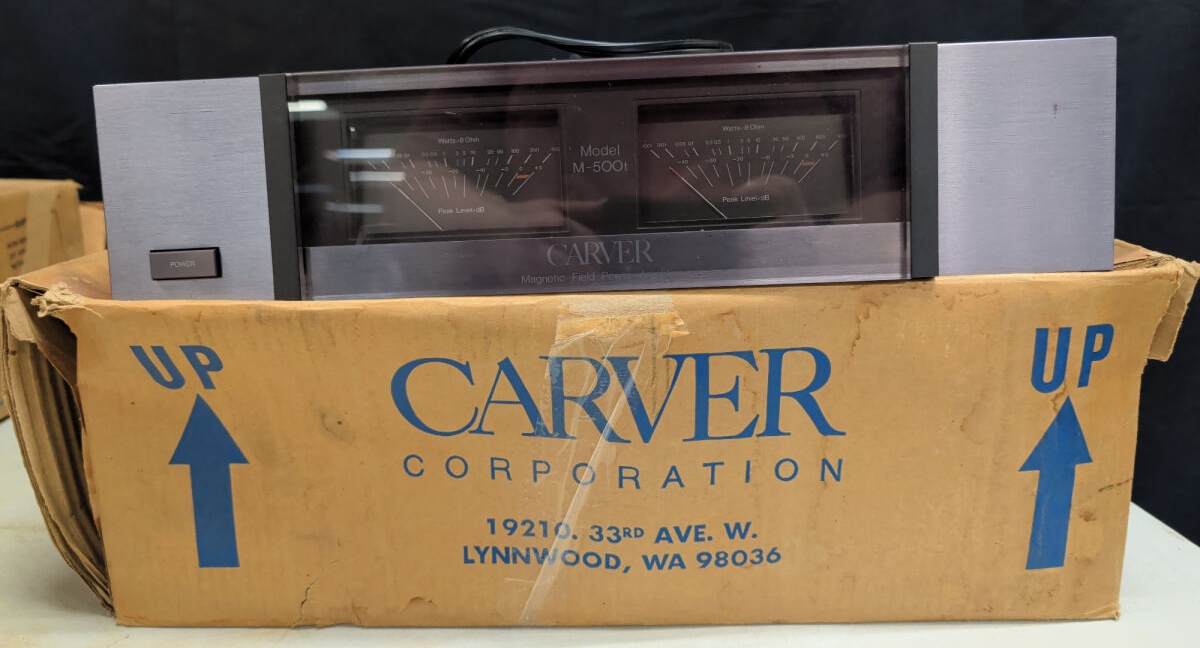 Watts-8 Ohm
Peak Level-dB
Model
M-500t
Watts-8 Ohm
Peak Level-dB
CARVER
Magnetic Field
POWER
UP
UP
CARVER
CORPORATION
19210. 33RD AVE. W.
LYNNWOOD, WA 98036